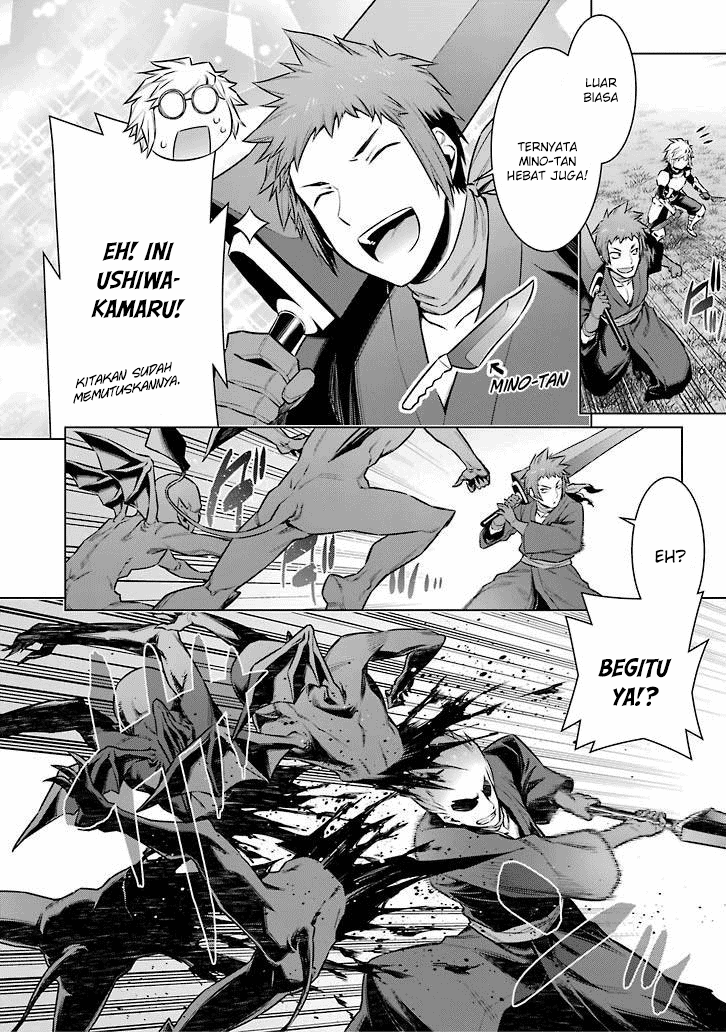 LUAR
BIASA
TERNYATA
MINO-TAN
HEBAT JUGA!
MINO-TAN
EH! INI
USHIWA-
KAMARU!
KITAKAN SUDAH
MEMUTUSKANNYA.
EH?
BEGITU
YA!?